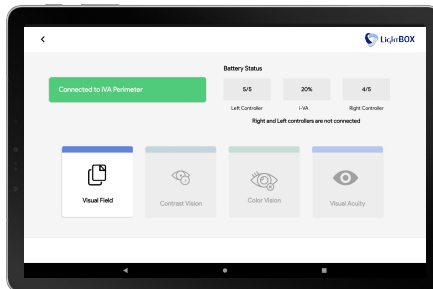 LightBOX
Battery Status
Connected to iVA Perimeter
5/5
20%
4/5
Left Controller
i-VA
Right Controller
Right and Left controllers are not connected
Visual Field
Contrast Vision
Color Vision
Visual Acuity